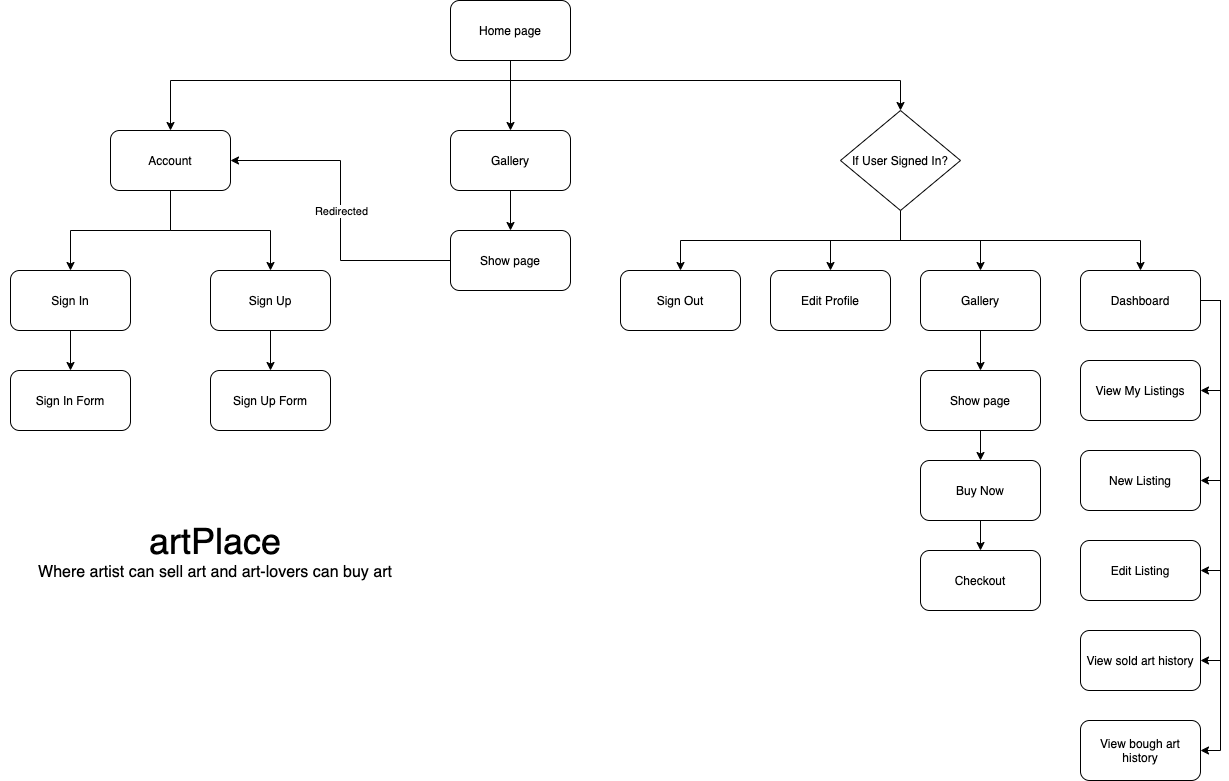 Home page
Account
Gallery
If User Signed In?
Redirected
Show page
Sign In
Sign Up
Sign Out
Edit Profile
Gallery
Dashboard
Sign In Form
Sign Up Form
Show page
View My Listings
Buy Now
New Listing
artPlace
Where artist can sell art and art-lovers can buy art
Checkout
Edit Listing
View sold art history
View bough art
history